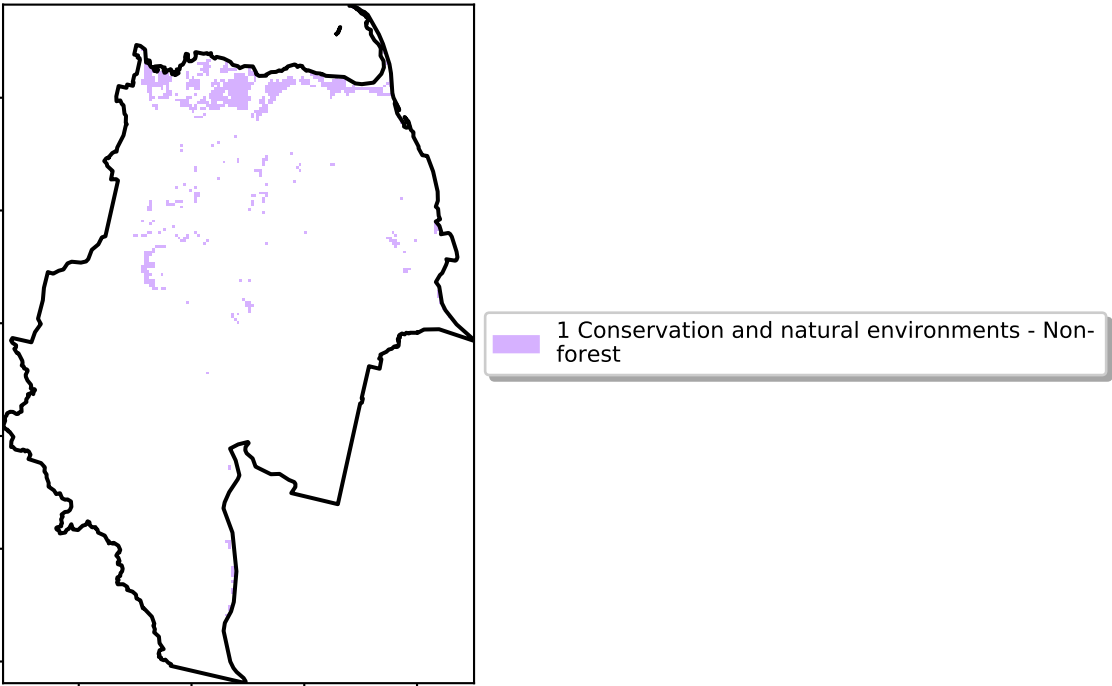 1 Conservation and natural environments - Non-
forest